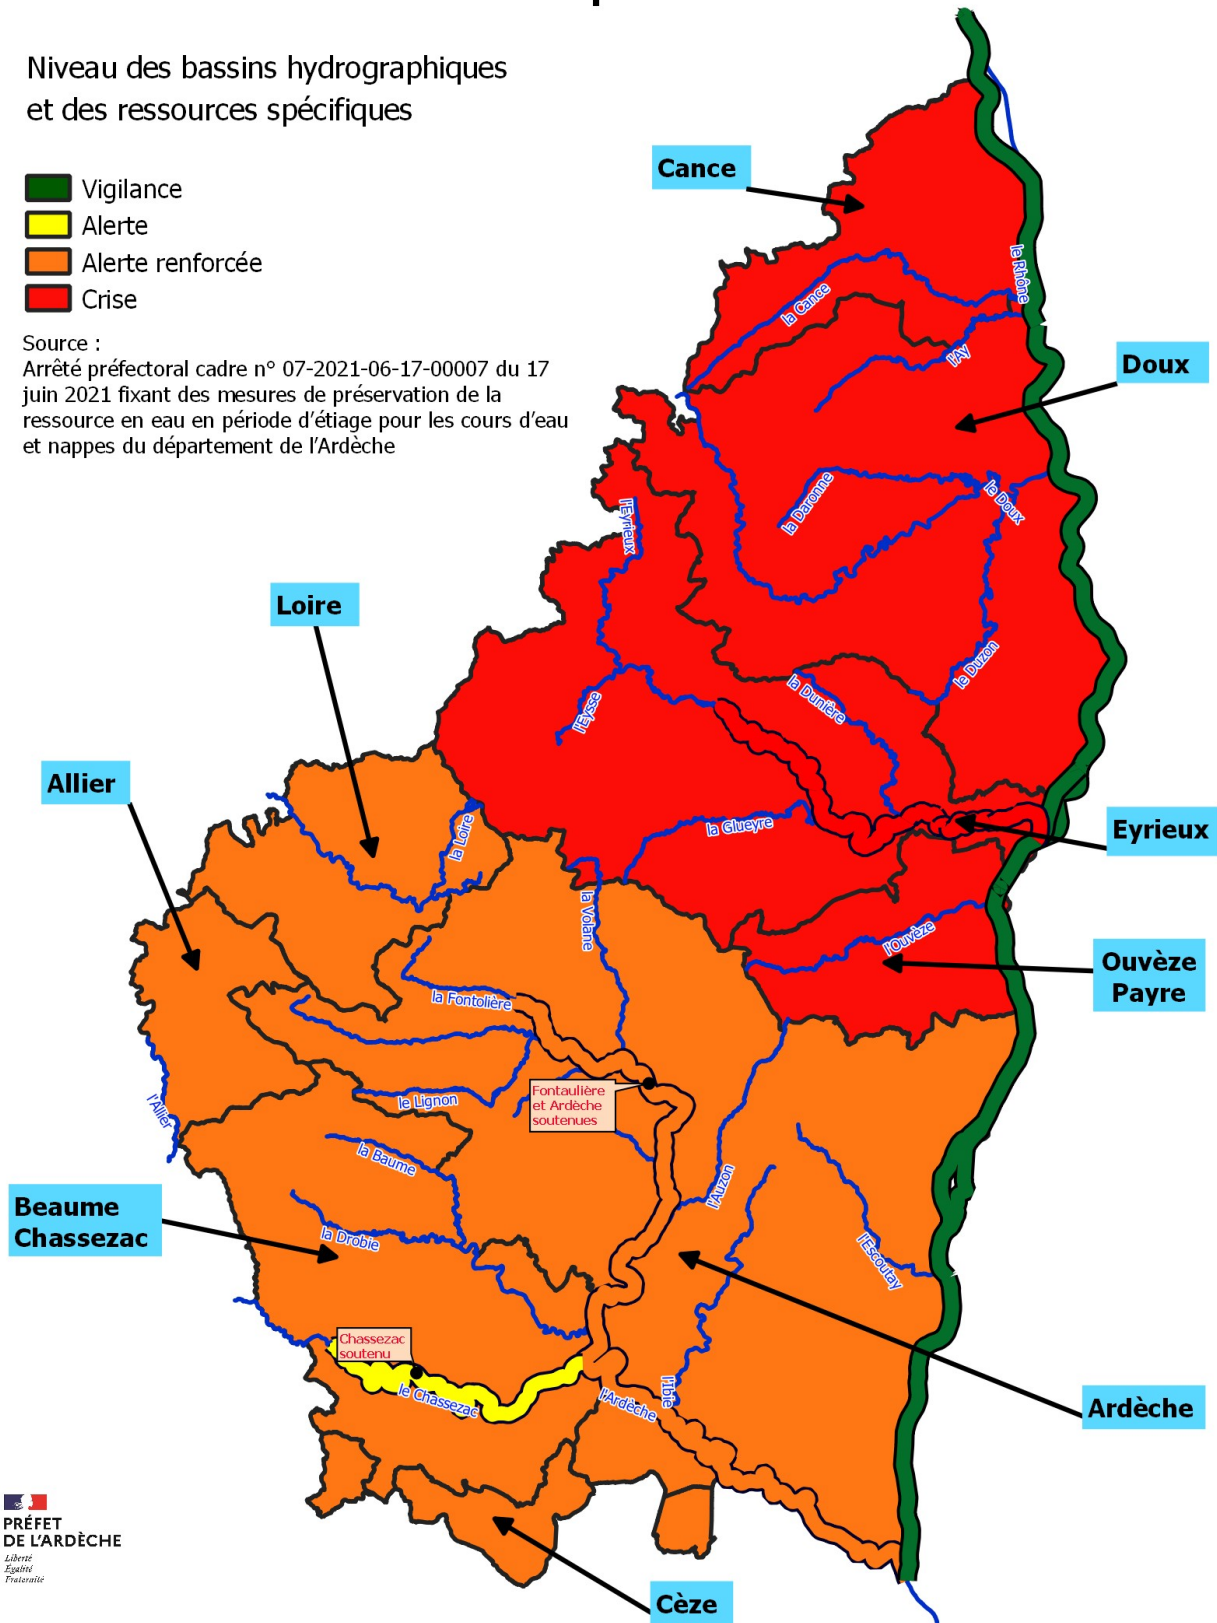 Niveau des bassins hydrographiques
et des ressources spécifiques
Vigilance
Alerte
Alerte renforcée
Crise
Source :
Arrêté préfectoral cadre n° 07-2021-06-17-00007 du 17
juin 2021 fixant des mesures de préservation de la
ressource en eau en période d'étiage pour les cours d'eau
et nappes du département de l'Ardèche
Cance
le Rhône
la Cance
l'Ay
Doux
la Daronne
le Doux
l'Eyrieux
Loire
le Duzon
la Dunière
l'Eysse
Allier
la Loire
la Glueyre
Eyrieux
la Volane
l'Ouvèze
Ouvèze
Payre
la Fontolière
Fontaulière
et Ardèche
soutenues
le Lignon
l'Allier
la Baume
l'Auzon
Beaume
Chassezac
la Drobie
l'Escoutay
Chassezac
soutenu
le Chassezac
l'Ardèche
l'Ibie
Ardèche
PRÉFET
DE L'ARDÈCHE
Liberté
Égalité
Fraternité
Cèze